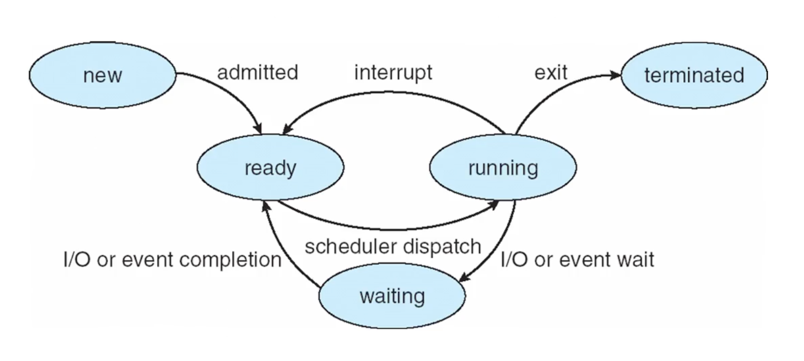 new
admitted
interrupt
exit
terminated
ready
running
scheduler dispatch
I/O or event completion
I/O or event wait
waiting